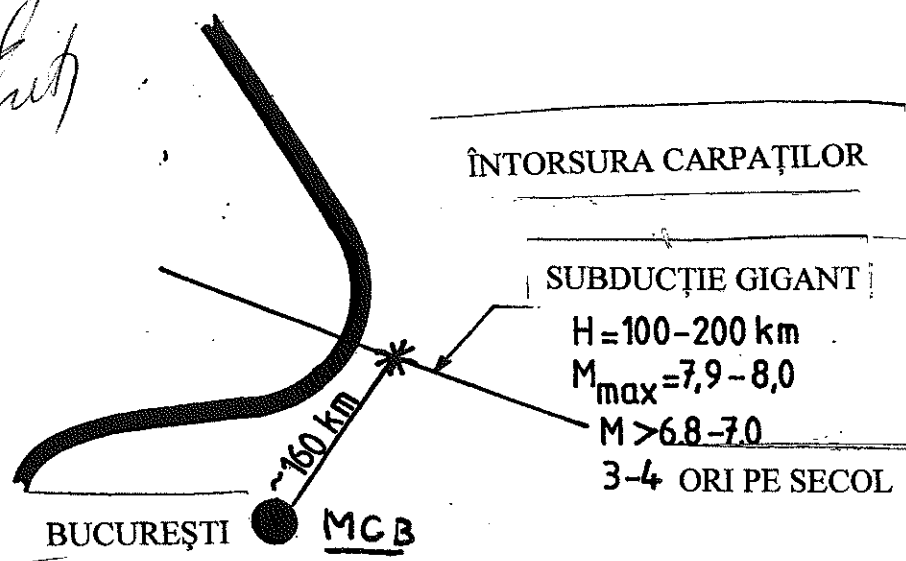 ÎNTORSURA CARPAȚILOR
SUBDUCȚIE GIGANT
H=100-200 km
Mmax=7,9-8,0
M>6.8-7.0
3-4 ORI PE SECOL
~160 km
BUCUREȘTI
MCB